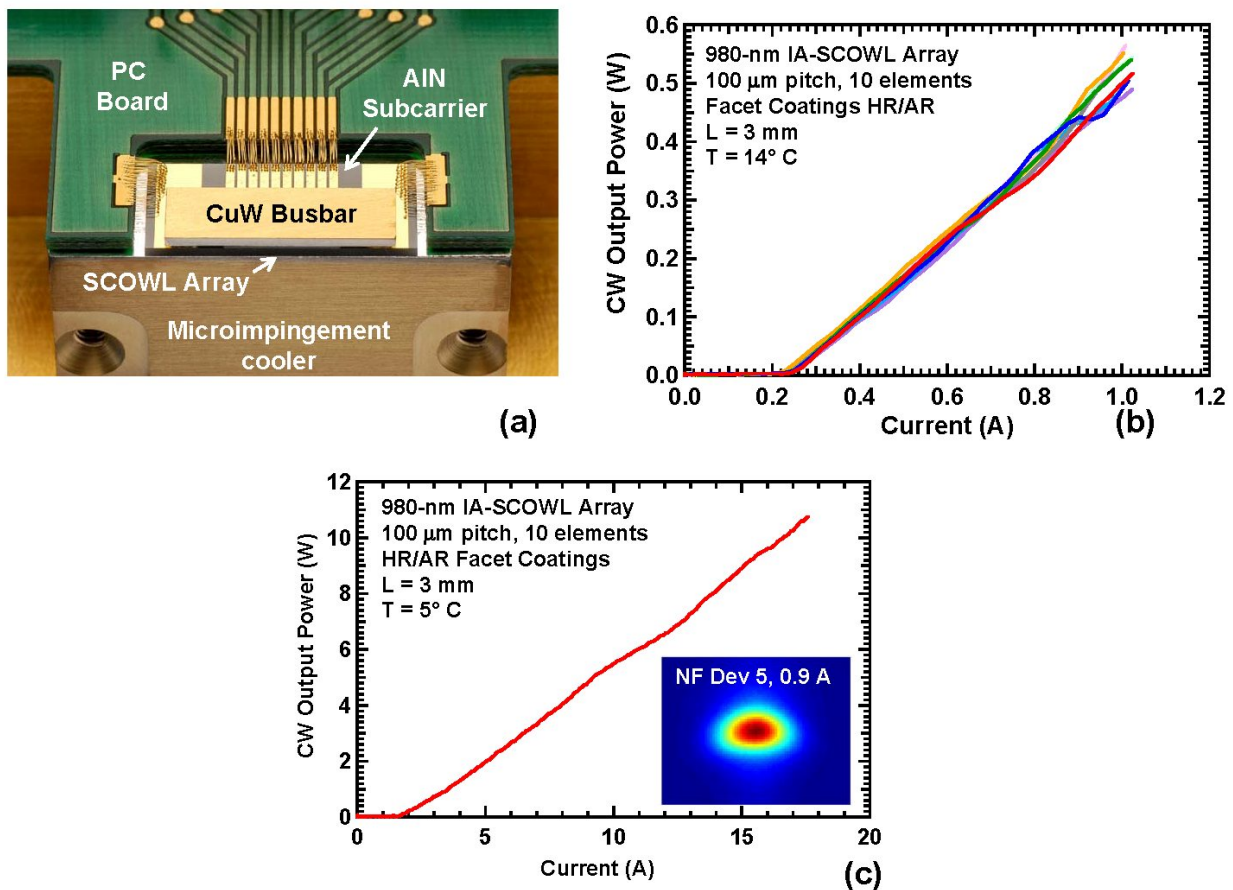 PC
Board
AlN
Subcarrier
CuW Busbar
SCOWL Array
Microimpingement
cooler
(a)
CW Output Power (W)
0.6
0.5
0.4
0.3
0.2
0.1
0.0
980-nm IA-SCOWL Array
100 μm pitch, 10 elements
Facet Coatings HR/AR
L = 3 mm
T = 14° C
0.0 0.2 0.4 0.6 0.8 1.0 1.2
Current (A)
(b)
CW Output Power (W)
12
10
8
6
4
2
0
980-nm IA-SCOWL Array
100 μm pitch, 10 elements
HR/AR Facet Coatings
L = 3 mm
T = 5° C
NF Dev 5, 0.9 A
0 5 10 15 20
Current (A)
(c)